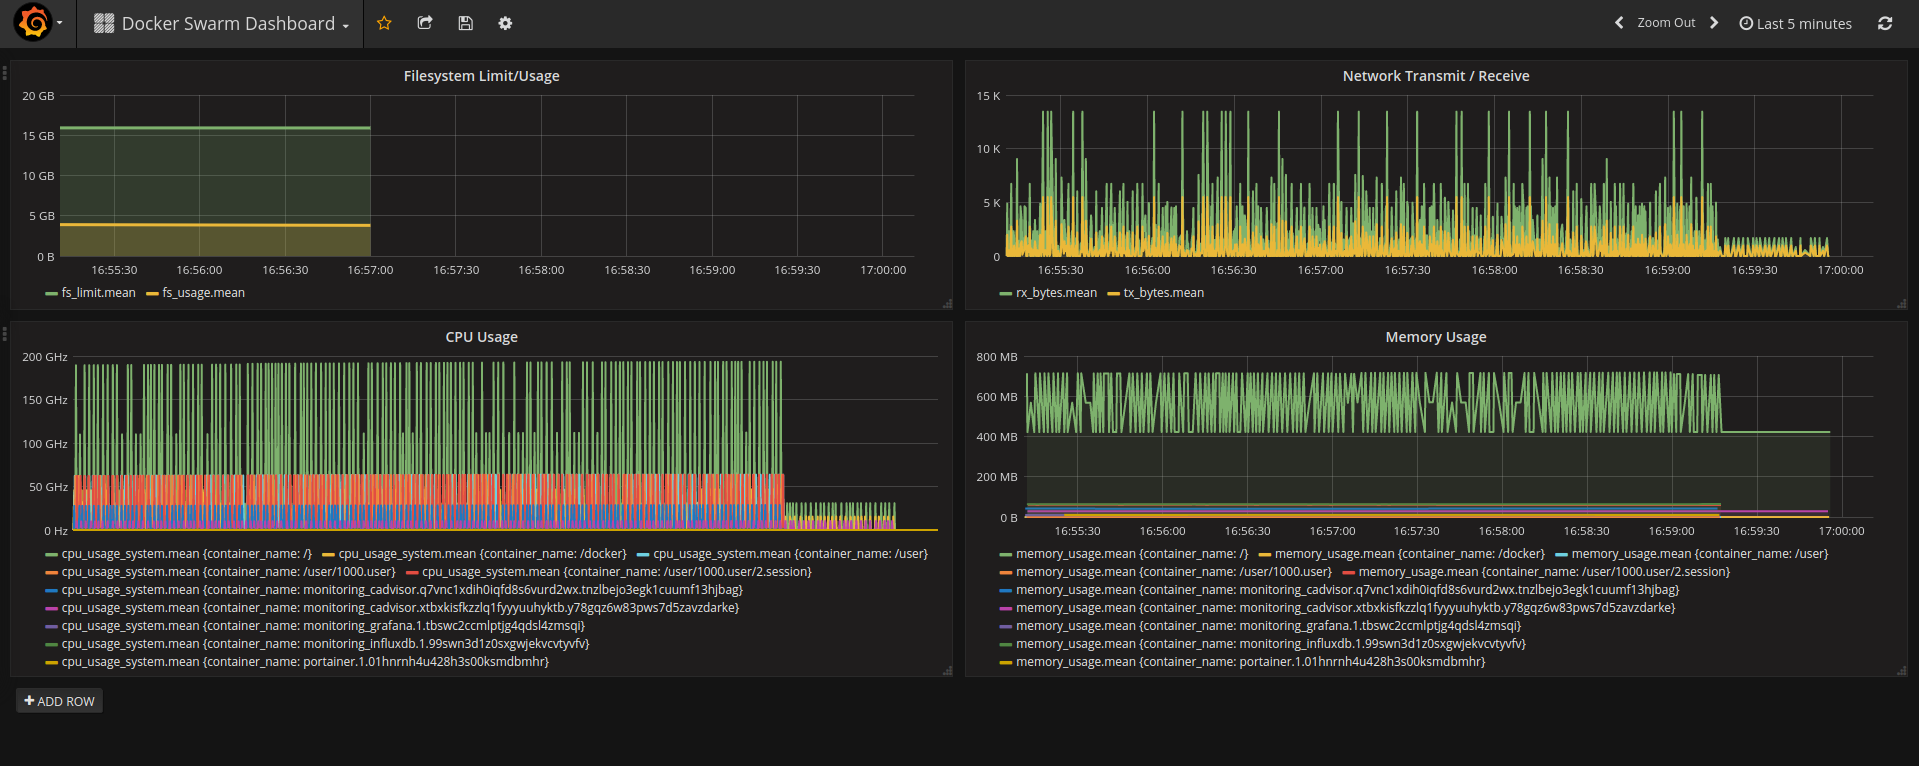 Docker Swarm Dashboard
Zoom Out
Last 5 minutes
Filesystem Limit/Usage
20 GB
15 GB
10 GB
5 GB
0 B
16:55:30 16:56:00 16:56:30 16:57:00 16:57:30 16:58:00 16:58:30 16:59:00 16:59:30 17:00:00
fs_limit.mean fs_usage.mean
Network Transmit / Receive
15 K
10 K
5 K
0
16:55:30 16:56:00 16:56:30 16:57:00 16:57:30 16:58:00 16:58:30 16:59:00 16:59:30 17:00:00
rx_bytes.mean tx_bytes.mean
CPU Usage
200 GHz
150 GHz
100 GHz
50 GHz
0 Hz
cpu_usage_system.mean {container_name: /} cpu_usage_system.mean {container_name: /docker} cpu_usage_system.mean {container_name: /user}
cpu_usage_system.mean {container_name: /user/1000.user} cpu_usage_system.mean {container_name: /user/1000.user/2.session}
cpu_usage_system.mean {container_name: monitoring_cadvisor.q7vnc1xdih0iqfd8s6vurd2wx.tnzlbejo3egk1cuumf13hjbag}
cpu_usage_system.mean {container_name: monitoring_cadvisor.xtbxkisfkzzlq1fyyyuuhyktb.y78gqz6w83pws7d5zavzdarke}
cpu_usage_system.mean {container_name: monitoring_grafana.1.tbswc2ccmlptjg4qdsl4zmsqi}
cpu_usage_system.mean {container_name: monitoring_influxdb.1.99swn3d1z0sxgwjekvcvtyvfv}
cpu_usage_system.mean {container_name: portainer.1.01hnrnh4u428h3s00ksmdbmhr}
Memory Usage
800 MB
600 MB
400 MB
200 MB
0 B
16:55:30 16:56:00 16:56:30 16:57:00 16:57:30 16:58:00 16:58:30 16:59:00 16:59:30 17:00:00
memory_usage.mean {container_name: /} memory_usage.mean {container_name: /docker} memory_usage.mean {container_name: /user}
memory_usage.mean {container_name: /user/1000.user} memory_usage.mean {container_name: /user/1000.user/2.session}
memory_usage.mean {container_name: monitoring_cadvisor.q7vnc1xdih0iqfd8s6vurd2wx.tnzlbejo3egk1cuumf13hjbag}
memory_usage.mean {container_name: monitoring_cadvisor.xtbxkisfkzzlq1fyyyuuhyktb.y78gqz6w83pws7d5zavzdarke}
memory_usage.mean {container_name: monitoring_grafana.1.tbswc2ccmlptjg4qdsl4zmsqi}
memory_usage.mean {container_name: monitoring_influxdb.1.99swn3d1z0sxgwjekvcvtyvfv}
memory_usage.mean {container_name: portainer.1.01hnrnh4u428h3s00ksmdbmhr}
ADD ROW